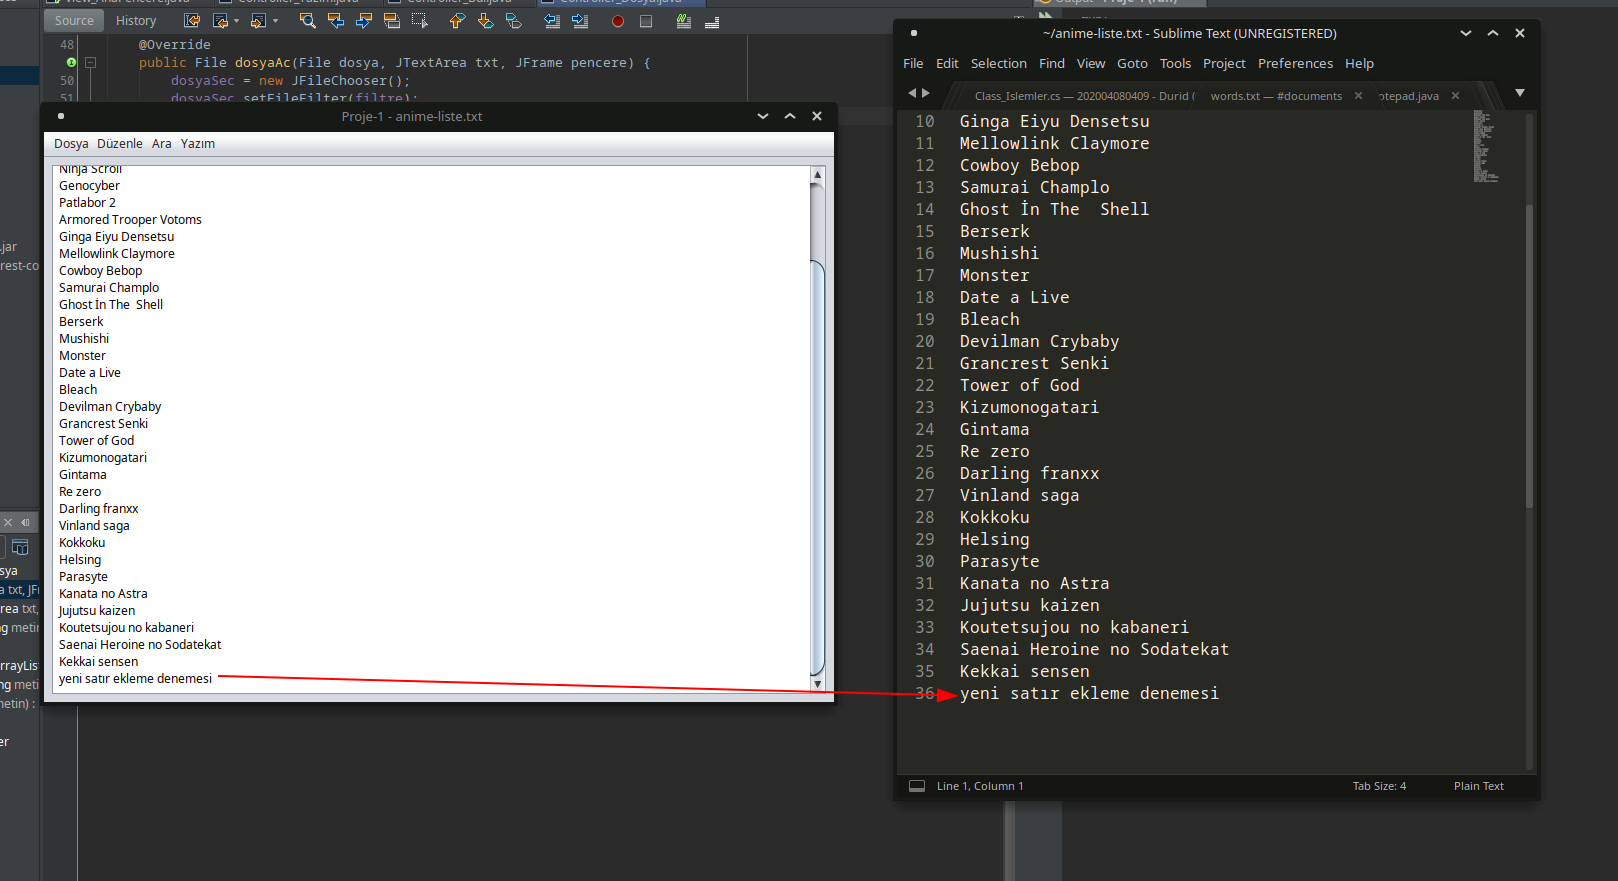 Controller_Dosya.java
Source
History
48
@Override
public File dosyaAc(File dosya, JTextArea txt, JFrame pencere) {
50
dosyaSec = new JFileChooser();
51
dosyaSec.setFileFilter(filtre);
.jar
rest-co
sya
a txt, JFr
rea txt,
ng metin
rrayLis
ng meti
metin) :
er
Proje-1 - anime-liste.txt
Dosya Düzenle Ara Yazım
Ninja Scroll
Genocyber
Patlabor 2
Armored Trooper Votoms
Ginga Eiyu Densetsu
Mellowlink Claymore
Cowboy Bebop
Samurai Champlo
Ghost İn The  Shell
Berserk
Mushishi
Monster
Date a Live
Bleach
Devilman Crybaby
Grancrest Senki
Tower of God
Kizumonogatari
Gintama
Re zero
Darling franxx
Vinland saga
Kokkoku
Helsing
Parasyte
Kanata no Astra
Jujutsu kaizen
Koutetsujou no kabaneri
Saenai Heroine no Sodatekat
Kekkai sensen
yeni satır ekleme denemesi
~/anime-liste.txt - Sublime Text (UNREGISTERED)
File Edit Selection Find View Goto Tools Project Preferences Help
Class_Islemler.cs — 202004080409 - Durid (
words.txt — #documents
otepad.java
10 Ginga Eiyu Densetsu
11 Mellowlink Claymore
12 Cowboy Bebop
13 Samurai Champlo
14 Ghost İn The  Shell
15 Berserk
16 Mushishi
17 Monster
18 Date a Live
19 Bleach
20 Devilman Crybaby
21 Grancrest Senki
22 Tower of God
23 Kizumonogatari
24 Gintama
25 Re zero
26 Darling franxx
27 Vinland saga
28 Kokkoku
29 Helsing
30 Parasyte
31 Kanata no Astra
32 Jujutsu kaizen
33 Koutetsujou no kabaneri
34 Saenai Heroine no Sodatekat
35 Kekkai sensen
36 yeni satır ekleme denemesi
Line 1, Column 1
Tab Size: 4
Plain Text